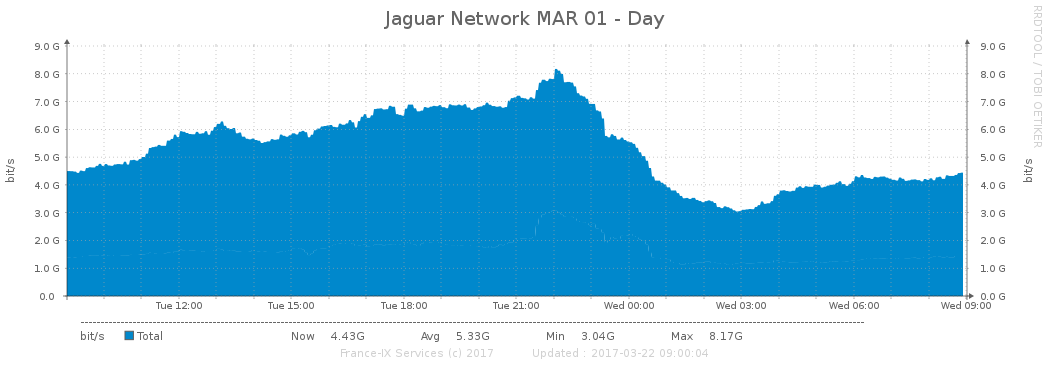 Jaguar Network MAR 01 - Day
RRDTOOL / TOBI OETIKER
bit/s
bit/s
9.0 G 9.0 G
8.0 G 8.0 G
7.0 G 7.0 G
6.0 G 6.0 G
5.0 G 5.0 G
4.0 G 4.0 G
3.0 G 3.0 G
2.0 G 2.0 G
1.0 G 1.0 G
0.0 0.0 G
Tue 12:00 Tue 15:00 Tue 18:00 Tue 21:00 Wed 00:00 Wed 03:00 Wed 06:00 Wed 09:00
bit/s Total Now 4.43G Avg 5.33G Min 3.04G Max 8.17G
France-IX Services (c) 2017 Updated : 2017-03-22 09:00:04